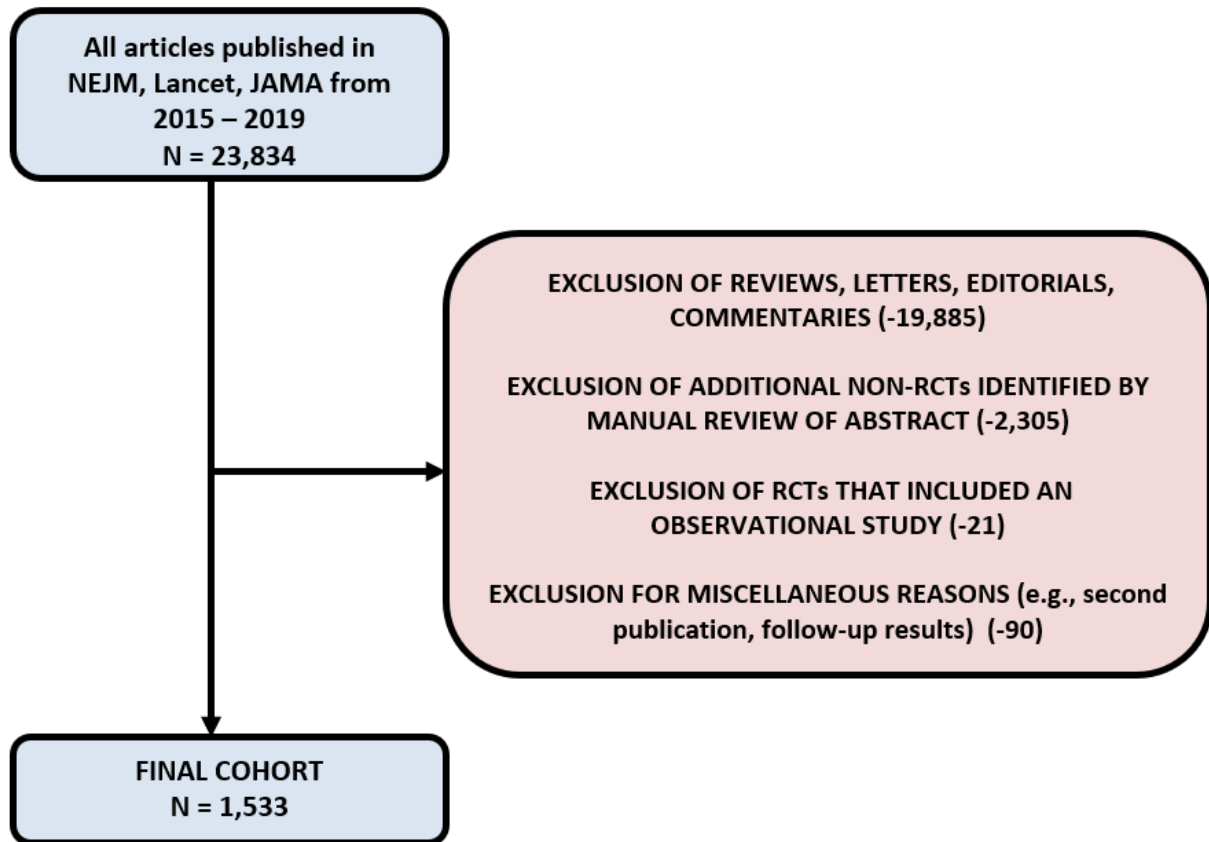 All articles published in
NEJM, Lancet, JAMA from
2015 – 2019
N = 23,834
EXCLUSION OF REVIEWS, LETTERS, EDITORIALS,
COMMENTARIES (-19,885)
EXCLUSION OF ADDITIONAL NON-RCTs IDENTIFIED BY
MANUAL REVIEW OF ABSTRACT (-2,305)
EXCLUSION OF RCTs THAT INCLUDED AN
OBSERVATIONAL STUDY (-21)
EXCLUSION FOR MISCELLANEOUS REASONS (e.g., second
publication, follow-up results)  (-90)
FINAL COHORT
N = 1,533